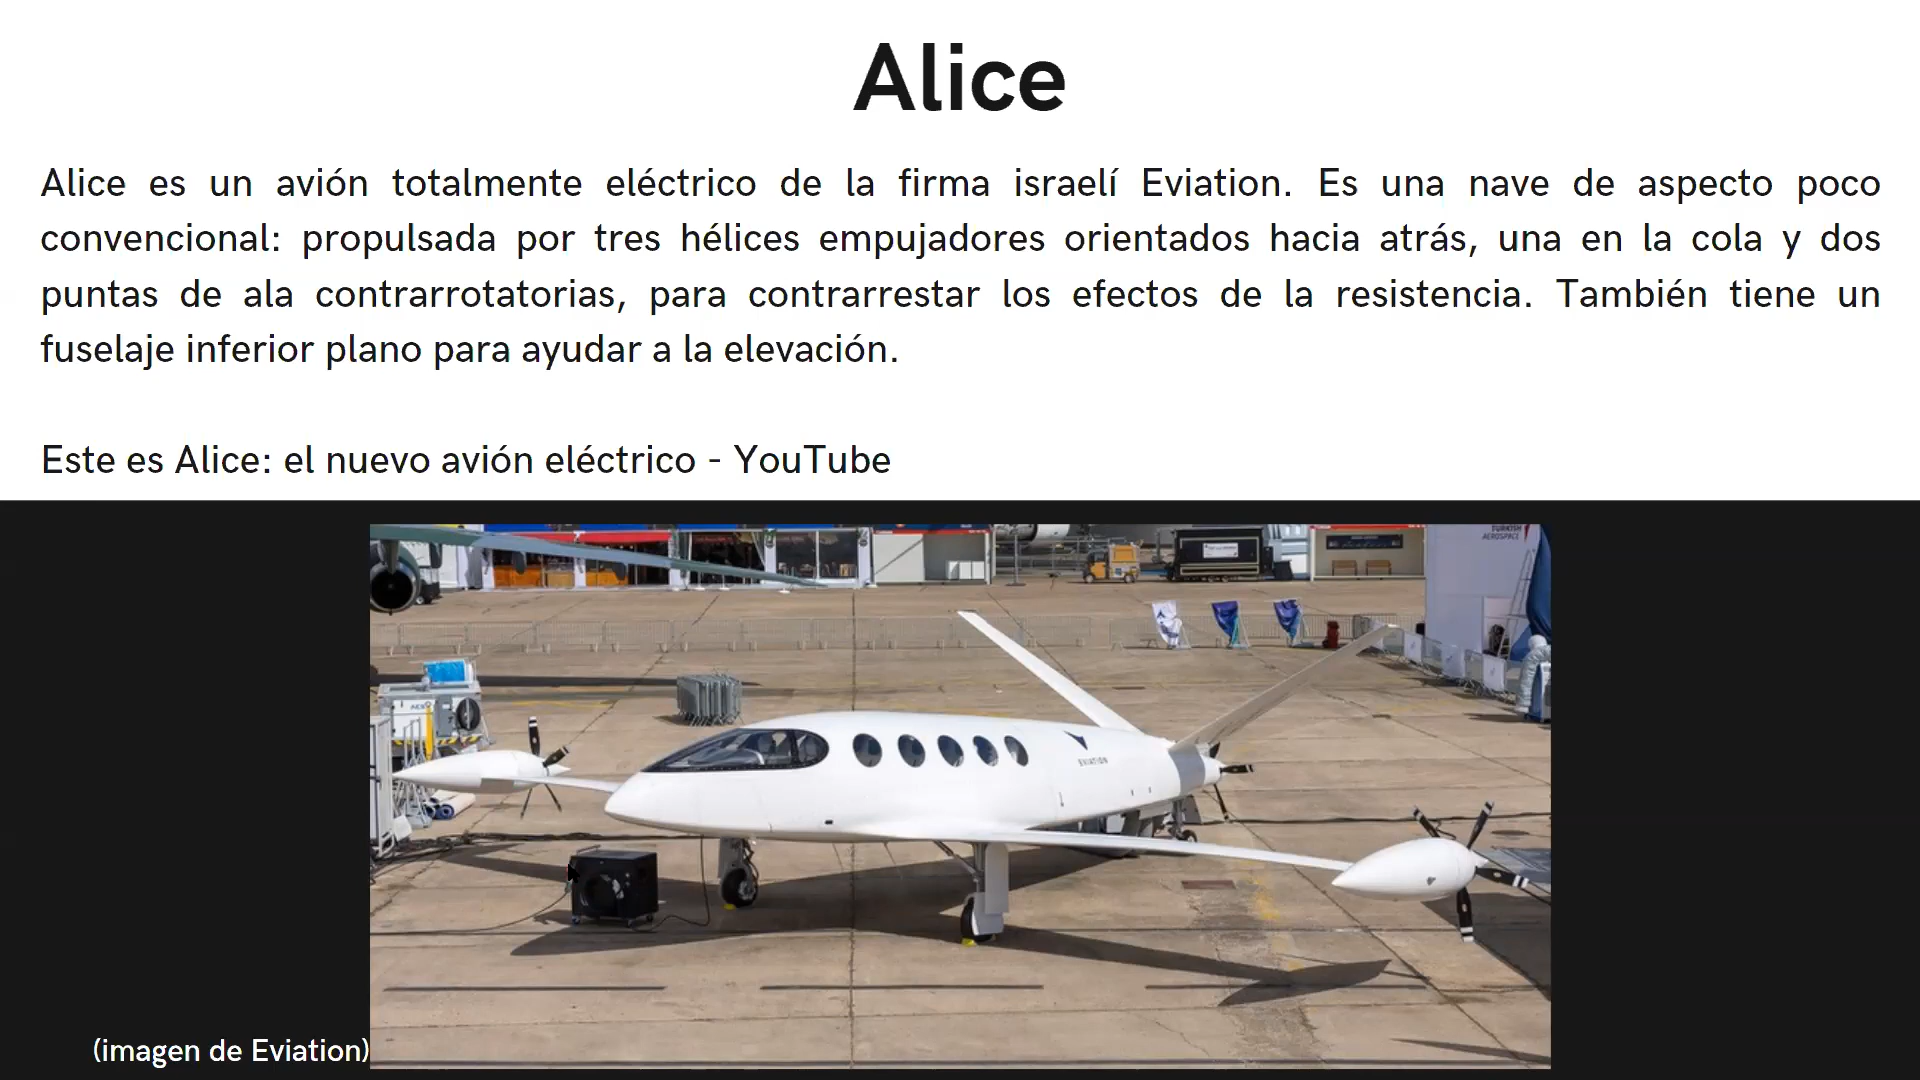 Alice
Alice es un avión totalmente eléctrico de la firma israelí Eviation. Es una nave de aspecto poco
convencional: propulsada por tres hélices empujadores orientados hacia atrás, una en la cola y dos
puntas de ala contrarrotatorias, para contrarrestar los efectos de la resistencia. También tiene un
fuselaje inferior plano para ayudar a la elevación.
Este es Alice: el nuevo avión eléctrico - YouTube
TURKISH
AEROSPACE
EVIATION
(imagen de Eviation)